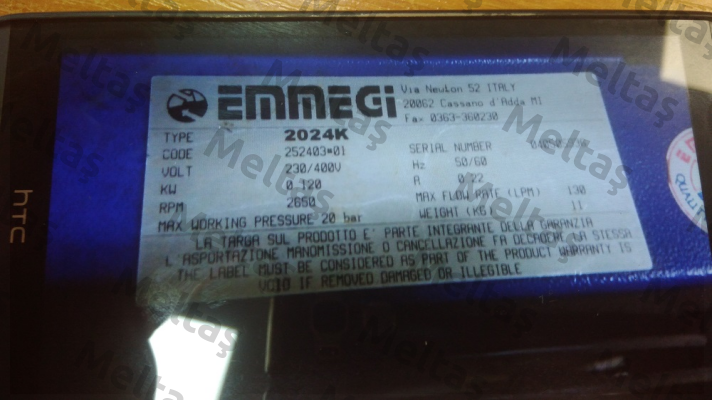 EMMEGi
Via Neuton 52 ITALY
20062 Cassano d'Adda MI
Fax 0363-360230
TYPE 2024K
CODE 252403*01
SERIAL NUMBER
VOLT 230/400V
Hz 50/60
KW 0.120
A 0.22
RPM 2650
MAX FLOW RATE (LPM) 130
MAX WORKING PRESSURE 20 bar
WEIGHT (KG) 11
LA TARGA SUL PRODOTTO E' PARTE INTEGRANTE DELLA GARANZIA
L ASPORTAZIONE MANOMISSIONE O CANCELLAZIONE FA DECADERE LA STESSA
THE LABEL MUST BE CONSIDERED AS PART OF THE PRODUCT WARRANTY IS
VOID IF REMOVED DAMAGED OR ILLEGIBLE
htc
Meltaş